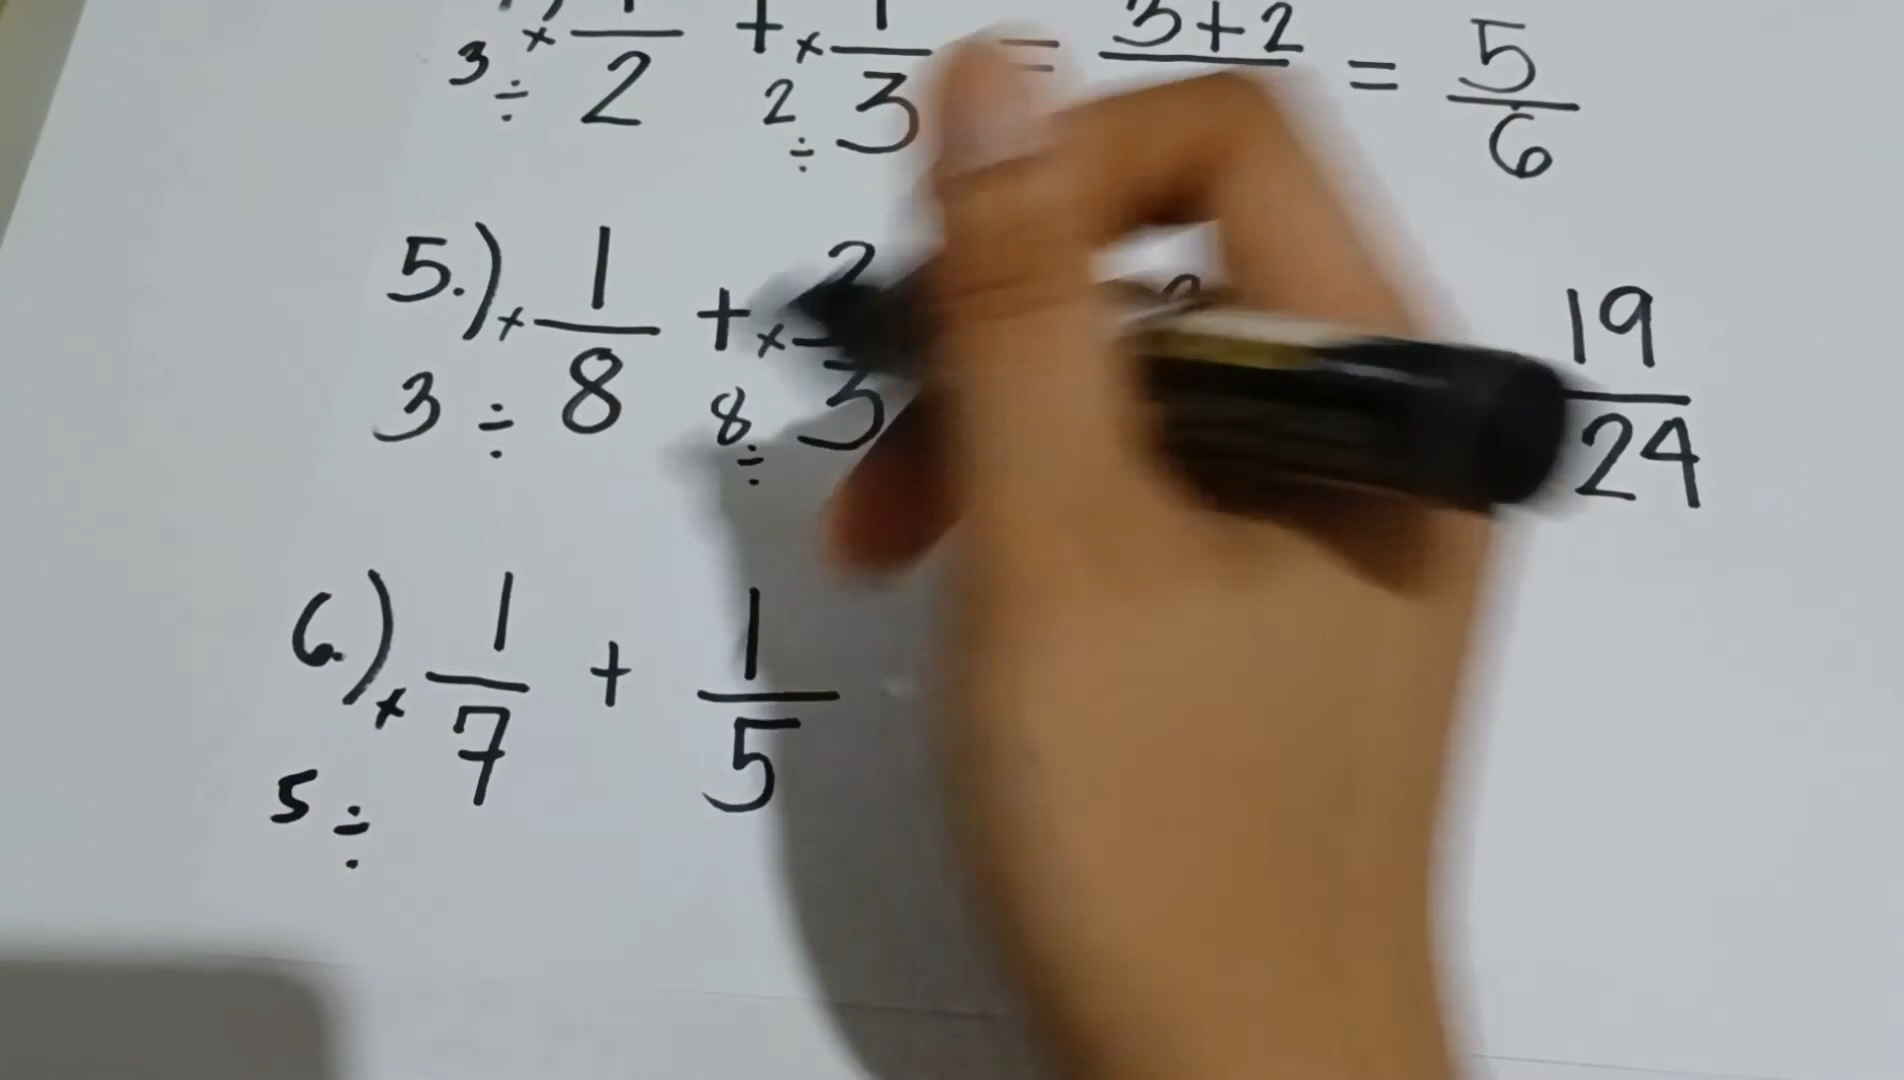 × 1/2 + × 1/3 = 3+2 = 5/6
3 ÷ 2 ÷
5.) × 1/8 + × 2/3 19/24
3 ÷ 8 ÷
6.) × 1/7 + 1/5
5 ÷